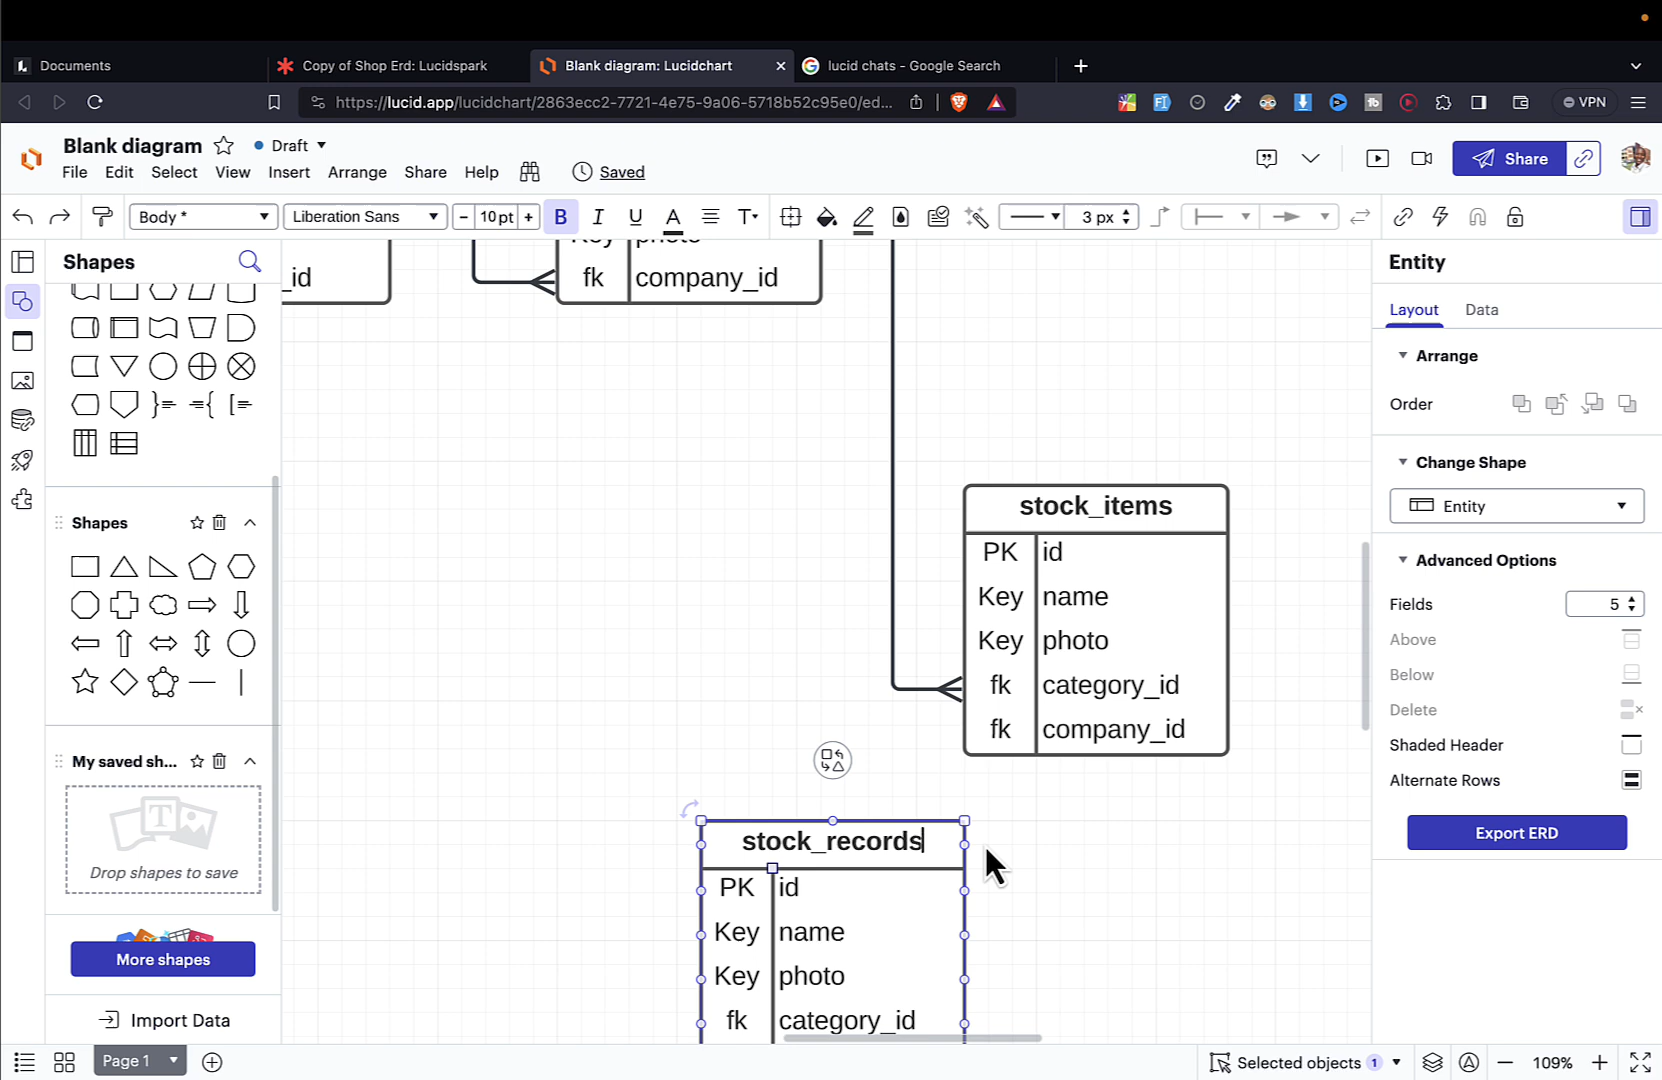 Documents
Copy of Shop Erd: Lucidspark
Blank diagram: Lucidchart
lucid chats - Google Search
https://lucid.app/lucidchart/2863ecc2-7721-4e75-9a06-5718b52c95e0/ed...
VPN
Blank diagram
Draft
File Edit Select View Insert Arrange Share Help
Saved
Share
Body *
Liberation Sans
10 pt
B I U A T
3 px
Shapes
_id
Key photo
fk company_id
stock_items
PK id
Key name
Key photo
fk category_id
fk company_id
stock_records
PK id
Key name
Key photo
fk category_id
Shapes
My saved sh...
Drop shapes to save
More shapes
Import Data
Entity
Layout Data
Arrange
Order
Change Shape
Entity
Advanced Options
Fields 5
Above
Below
Delete
Shaded Header
Alternate Rows
Export ERD
Page 1
Selected objects 1
109%